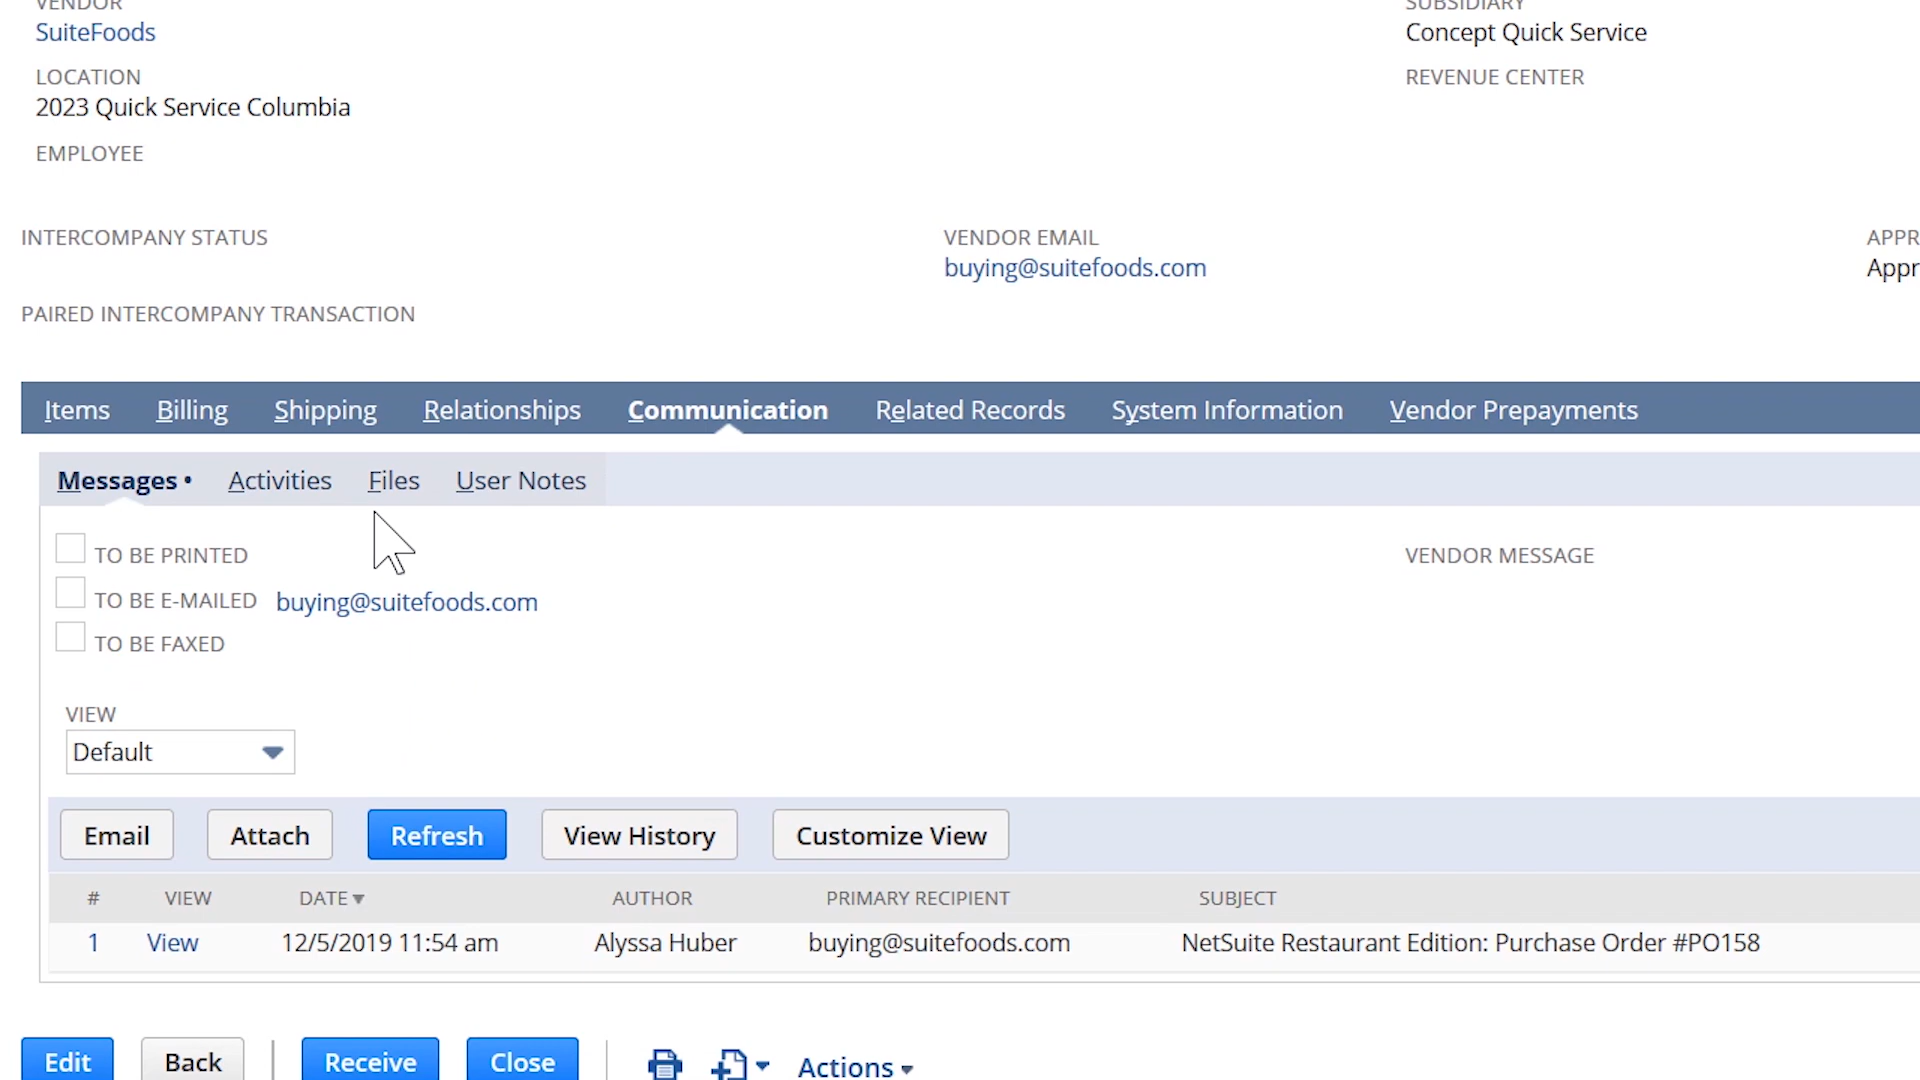 VENDOR
SUBSIDIARY
SuiteFoods
Concept Quick Service
LOCATION
REVENUE CENTER
2023 Quick Service Columbia
EMPLOYEE
INTERCOMPANY STATUS
VENDOR EMAIL
APPR
buying@suitefoods.com
Appr
PAIRED INTERCOMPANY TRANSACTION
Items Billing Shipping Relationships Communication Related Records System Information Vendor Prepayments
Messages • Activities Files User Notes
TO BE PRINTED
VENDOR MESSAGE
TO BE E-MAILED buying@suitefoods.com
TO BE FAXED
VIEW
Default
Email Attach Refresh View History Customize View
# VIEW DATE AUTHOR PRIMARY RECIPIENT SUBJECT
1 View 12/5/2019 11:54 am Alyssa Huber buying@suitefoods.com NetSuite Restaurant Edition: Purchase Order #PO158
Edit Back Receive Close Actions